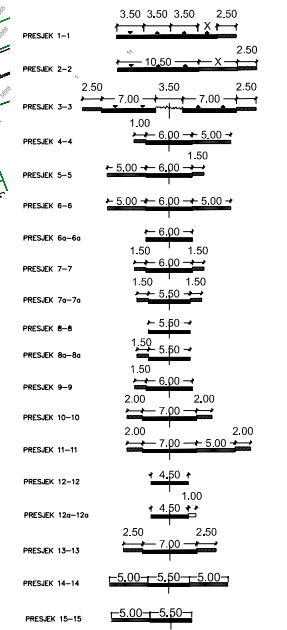 3.50 3.50 3.50 X 2.50
PRESJEK 1-1
2.50
10.50 X
PRESJEK 2-2
2.50 7.00 3.50 7.00 2.50
PRESJEK 3-3
1.00
6.00 5.00
PRESJEK 4-4
1.50
5.00 6.00
PRESJEK 5-5
5.00 6.00 5.00
PRESJEK 6-6
6.00
PRESJEK 6a-6a
1.50 1.50
6.00
PRESJEK 7-7
1.50 1.50
5.50
PRESJEK 7a-7a
5.50
PRESJEK 8-8
1.50
5.50
PRESJEK 8a-8a
1.50
6.00
PRESJEK 9-9
2.00 2.00
7.00
PRESJEK 10-10
2.00 2.00
7.00 5.00
PRESJEK 11-11
4.50
PRESJEK 12-12
1.00
4.50
PRESJEK 12a-12a
2.50 2.50
7.00
PRESJEK 13-13
5.00 5.50 5.00
PRESJEK 14-14
5.00 5.50
PRESJEK 15-15